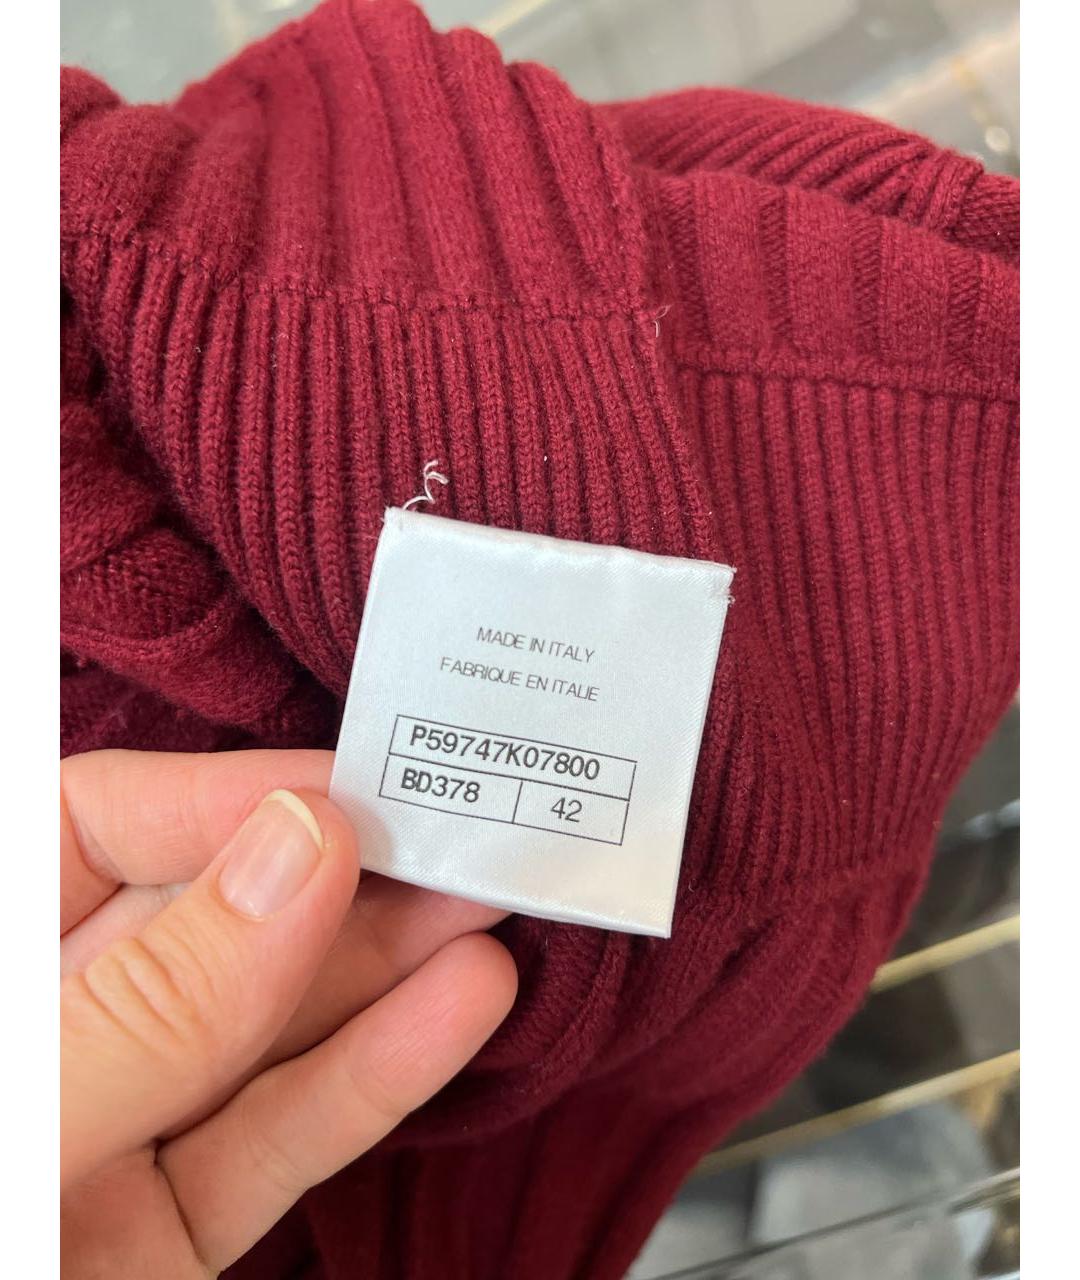 MADE IN ITALY
FABRIQUE EN ITALIE
P59747K07800
BD378 42